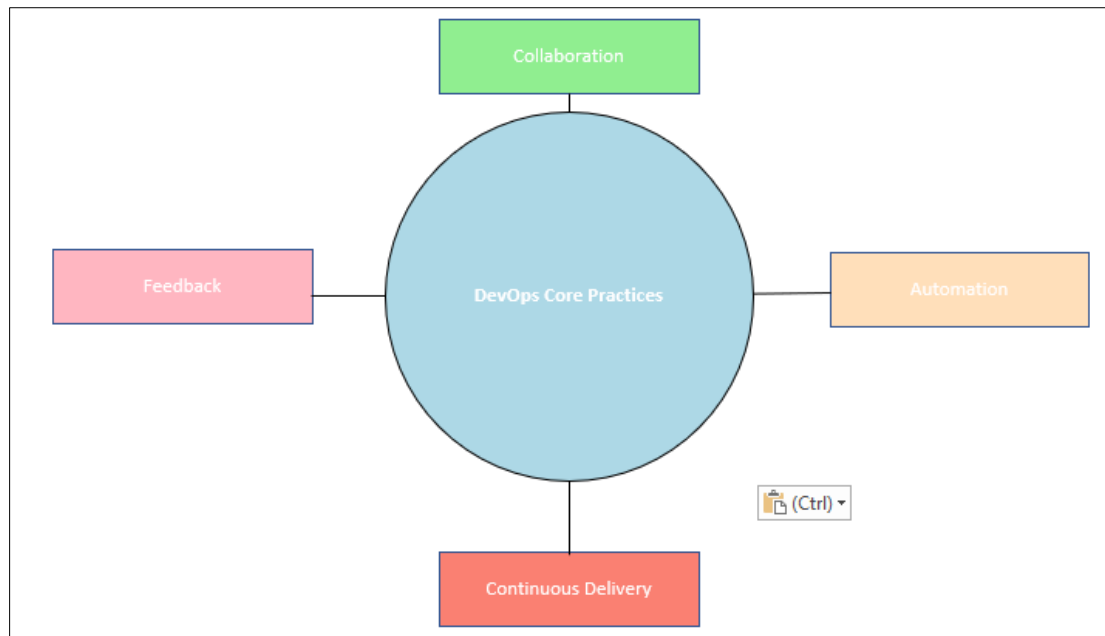 Collaboration
Feedback
DevOps Core Practices
Automation
(Ctrl)
Continuous Delivery